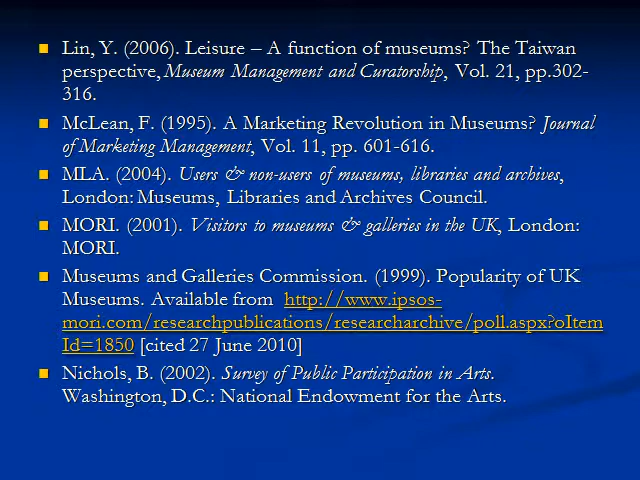 Lin, Y. (2006). Leisure – A function of museums? The Taiwan
perspective, Museum Management and Curatorship, Vol. 21, pp.302-
316.
McLean, F. (1995). A Marketing Revolution in Museums? Journal
of Marketing Management, Vol. 11, pp. 601-616.
MLA. (2004). Users & non-users of museums, libraries and archives,
London: Museums, Libraries and Archives Council.
MORI. (2001). Visitors to museums & galleries in the UK, London:
MORI.
Museums and Galleries Commission. (1999). Popularity of UK
Museums. Available from http://www.ipsos-
mori.com/researchpublications/researcharchive/poll.aspx?oItem
Id=1850 [cited 27 June 2010]
Nichols, B. (2002). Survey of Public Participation in Arts.
Washington, D.C.: National Endowment for the Arts.